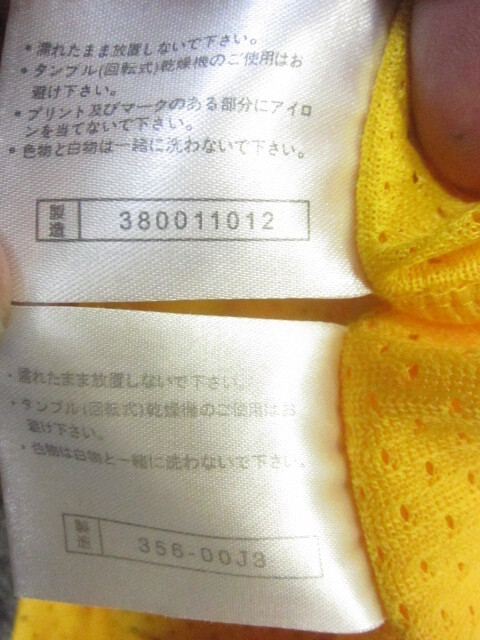 ・濡れたまま放置しないで下さい。
・タンブル(回転式)乾燥機のご使用はお
避け下さい。
・プリント及びマークのある部分にアイロ
ンを当てないで下さい。
・色物と白物は一緒に洗わないで下さい。
製造 380011012
・濡れたまま放置しないで下さい。
・タンブル(回転式)乾燥機のご使用はお
避け下さい。
・色物は白物と一緒に洗わないで下さい。
製造 356-00J3